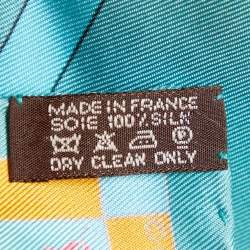 MADE IN FRANCE
SOIE 100% SILK
DRY CLEAN ONLY